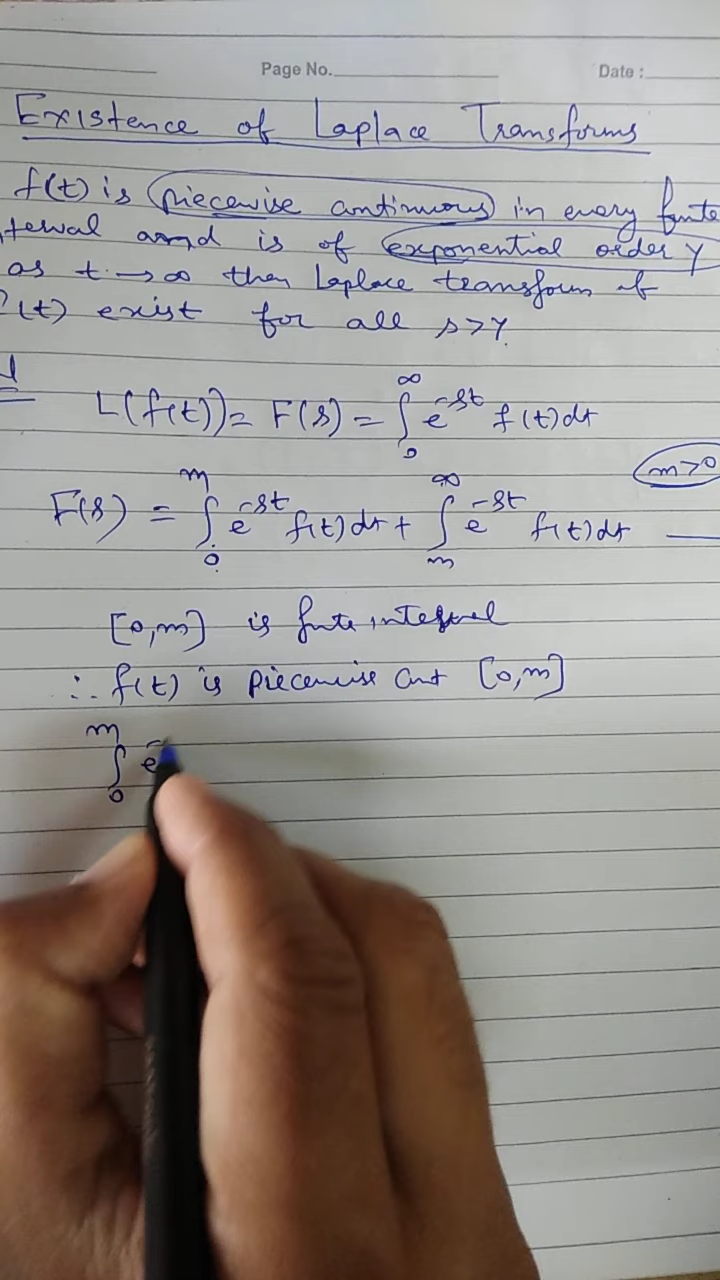 Page No. Date :
Existence of Laplace Transforms
f(t) is piecewise continuous in every finite
terval and is of exponential order γ
as t → ∞ then Laplace transform of
(t) exist for all s>γ
L(f(t)) = F(s) = ∫₀^∞ e^-st f(t)dt
m>0
F(s) = ∫₀^m e^-st f(t)dt + ∫ₘ^∞ e^-st f(t)dt
[0,m] is finite
∴ f(t) is piecewise cont [0,m]
∫₀^m e^-